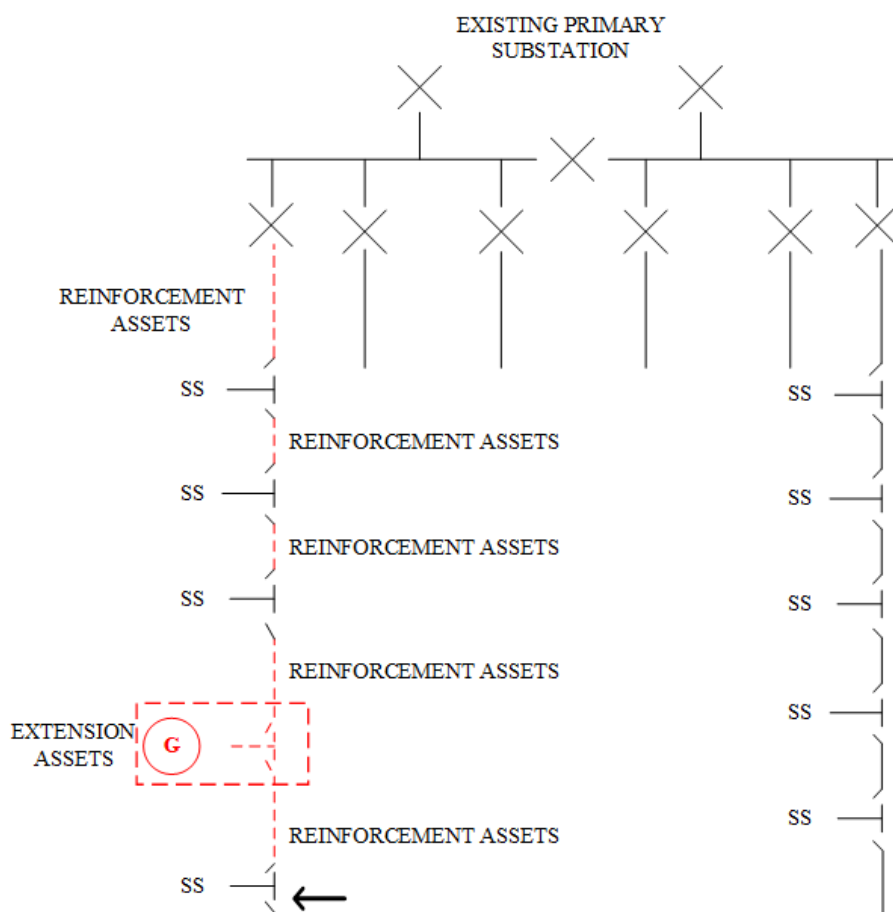 EXISTING PRIMARY
SUBSTATION
REINFORCEMENT
ASSETS
SS
SS
REINFORCEMENT ASSETS
SS
SS
REINFORCEMENT ASSETS
SS
SS
REINFORCEMENT ASSETS
SS
EXTENSION
ASSETS
G
SS
REINFORCEMENT ASSETS
SS